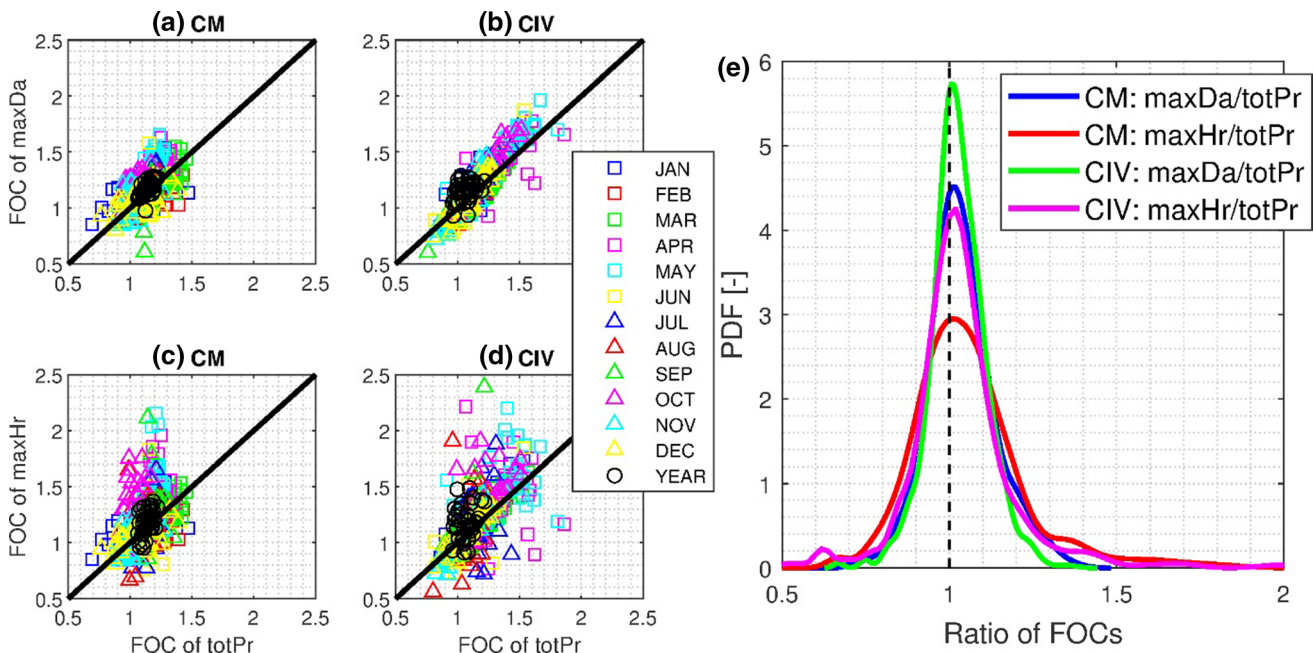 (a) CM
2.5
2
1.5
1
0.5
0.5 1 1.5 2 2.5
FOC of maxDa
(b) CIV
2.5
2
1.5
1
0.5
0.5 1 1.5 2 2.5
(c) CM
2.5
2
1.5
1
0.5
0.5 1 1.5 2 2.5
FOC of maxHr
FOC of totPr
(d) CIV
2.5
2
1.5
1
0.5
0.5 1 1.5 2 2.5
FOC of totPr
JAN
FEB
MAR
APR
MAY
JUN
JUL
AUG
SEP
OCT
NOV
DEC
YEAR
(e)
6
5
4
3
2
1
0
0.5 1 1.5 2
PDF [-]
Ratio of FOCs
CM: maxDa/totPr
CM: maxHr/totPr
CIV: maxDa/totPr
CIV: maxHr/totPr